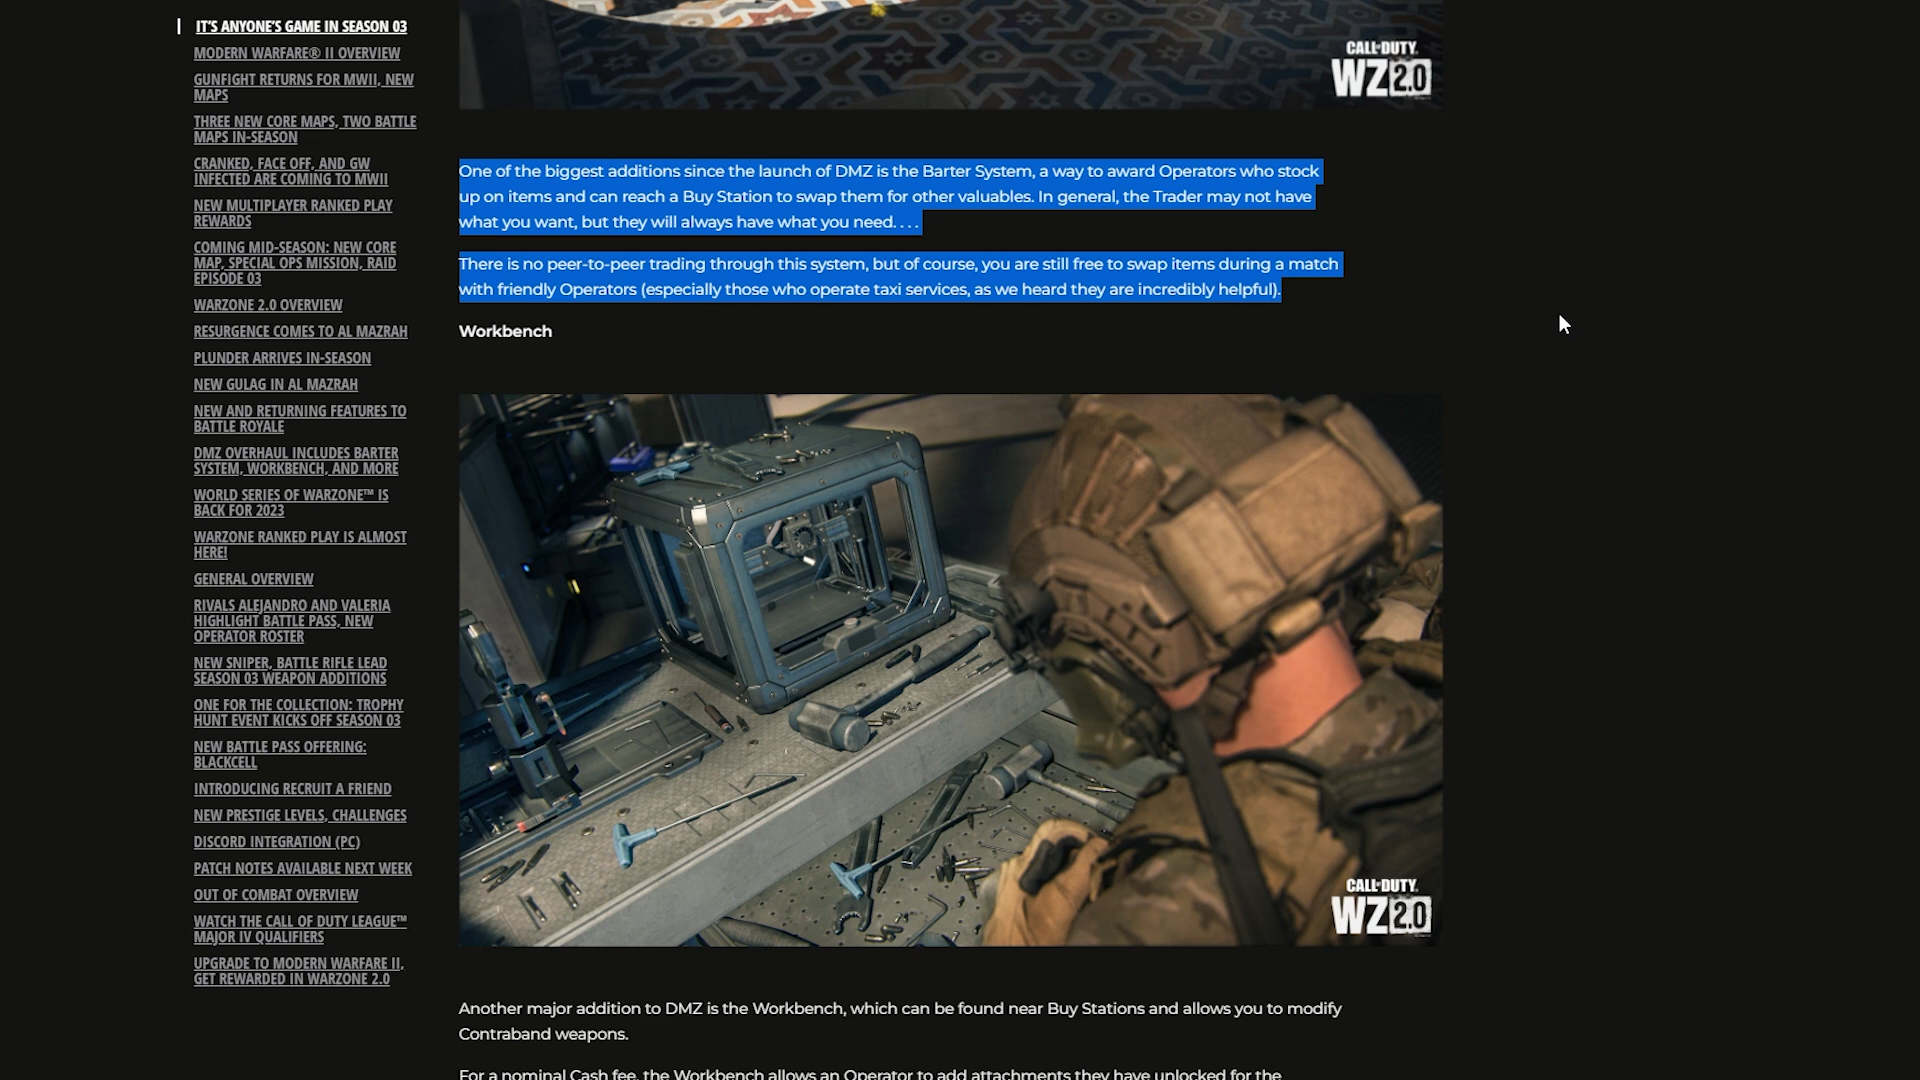 IT'S ANYONE'S GAME IN SEASON 03
MODERN WARFARE® II OVERVIEW
GUNFIGHT RETURNS FOR MWII, NEW
MAPS
THREE NEW CORE MAPS, TWO BATTLE
MAPS IN-SEASON
CRANKED, FACE OFF, AND GW
INFECTED ARE COMING TO MWII
NEW MULTIPLAYER RANKED PLAY
REWARDS
COMING MID-SEASON: NEW CORE
MAP, SPECIAL OPS MISSION, RAID
EPISODE 03
WARZONE 2.0 OVERVIEW
RESURGENCE COMES TO AL MAZRAH
PLUNDER ARRIVES IN-SEASON
NEW GULAG IN AL MAZRAH
NEW AND RETURNING FEATURES TO
BATTLE ROYALE
DMZ OVERHAUL INCLUDES BARTER
SYSTEM, WORKBENCH, AND MORE
WORLD SERIES OF WARZONE™ IS
BACK FOR 2023
WARZONE RANKED PLAY IS ALMOST
HERE!
GENERAL OVERVIEW
RIVALS ALEJANDRO AND VALERIA
HIGHLIGHT BATTLE PASS, NEW
OPERATOR ROSTER
NEW SNIPER, BATTLE RIFLE LEAD
SEASON 03 WEAPON ADDITIONS
ONE FOR THE COLLECTION: TROPHY
HUNT EVENT KICKS OFF SEASON 03
NEW BATTLE PASS OFFERING:
BLACKCELL
INTRODUCING RECRUIT A FRIEND
NEW PRESTIGE LEVELS, CHALLENGES
DISCORD INTEGRATION (PC)
PATCH NOTES AVAILABLE NEXT WEEK
OUT OF COMBAT OVERVIEW
WATCH THE CALL OF DUTY LEAGUE™
MAJOR IV QUALIFIERS
UPGRADE TO MODERN WARFARE II,
GET REWARDED IN WARZONE 2.0
CALL OF DUTY
WZ 2.0
One of the biggest additions since the launch of DMZ is the Barter System, a way to award Operators who stock
up on items and can reach a Buy Station to swap them for other valuables. In general, the Trader may not have
what you want, but they will always have what you need. . . .
There is no peer-to-peer trading through this system, but of course, you are still free to swap items during a match
with friendly Operators (especially those who operate taxi services, as we heard they are incredibly helpful).
Workbench
CALL OF DUTY
WZ 2.0
Another major addition to DMZ is the Workbench, which can be found near Buy Stations and allows you to modify
Contraband weapons.
For a nominal Cash fee, the Workbench allows an Operator to add attachments they have unlocked for the